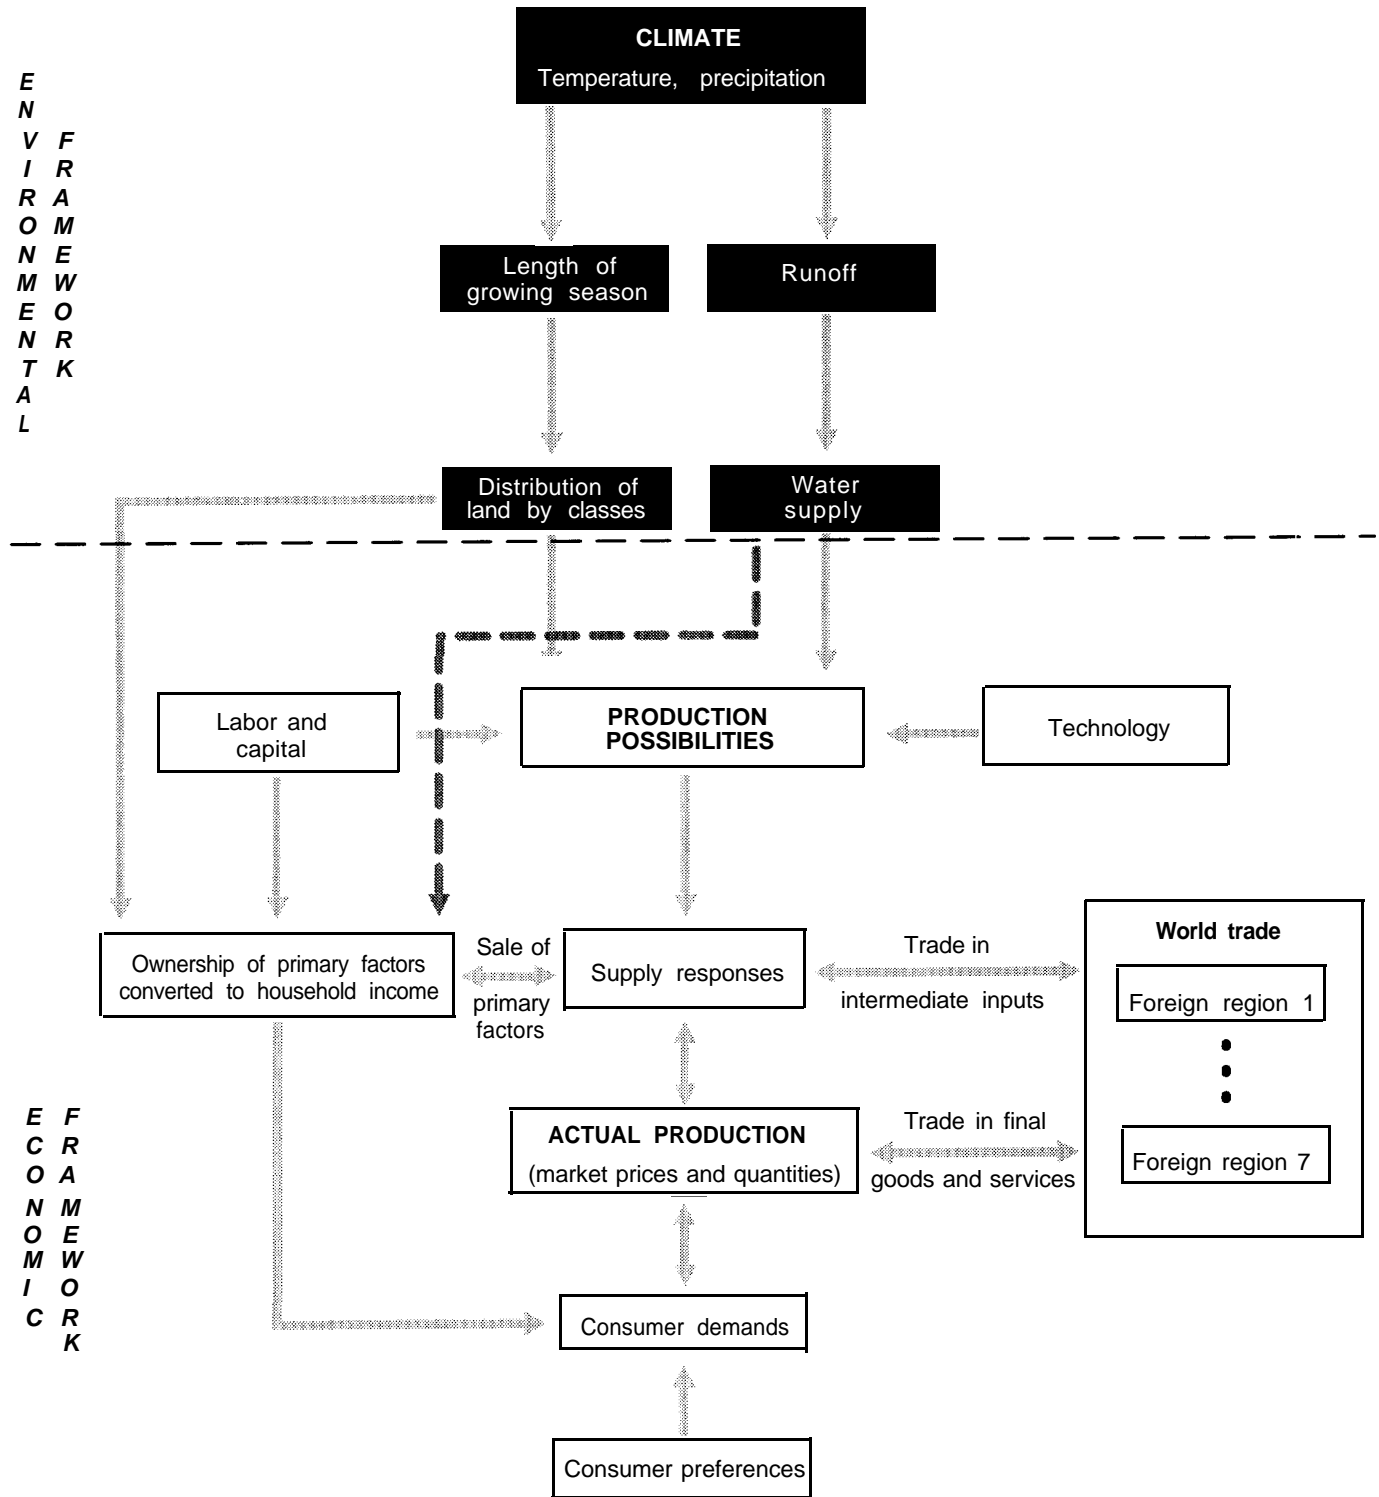 CLIMATE
Temperature, precipitation
ENVIRONMENTAL
FRAMEWORK
Length of
growing season
Runoff
Distribution of
land by classes
Water
supply
Labor and
capital
PRODUCTION
POSSIBILITIES
Technology
Ownership of primary factors
converted to household income
Sale of
primary
factors
Supply responses
Trade in
intermediate inputs
World trade
Foreign region 1
Foreign region 7
ECONOMIC
FRAMEWORK
ACTUAL PRODUCTION
(market prices and quantities)
Trade in final
goods and services
Consumer demands
Consumer preferences